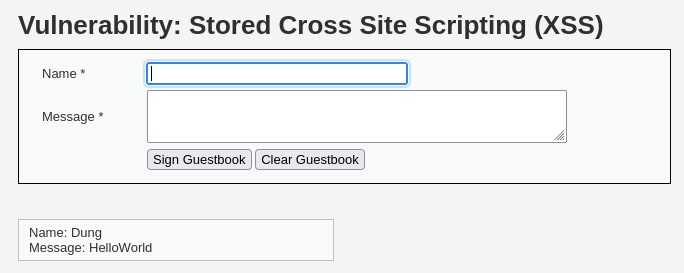 Vulnerability: Stored Cross Site Scripting (XSS)
Name *
Message *
Sign Guestbook Clear Guestbook
Name: Dung
Message: HelloWorld